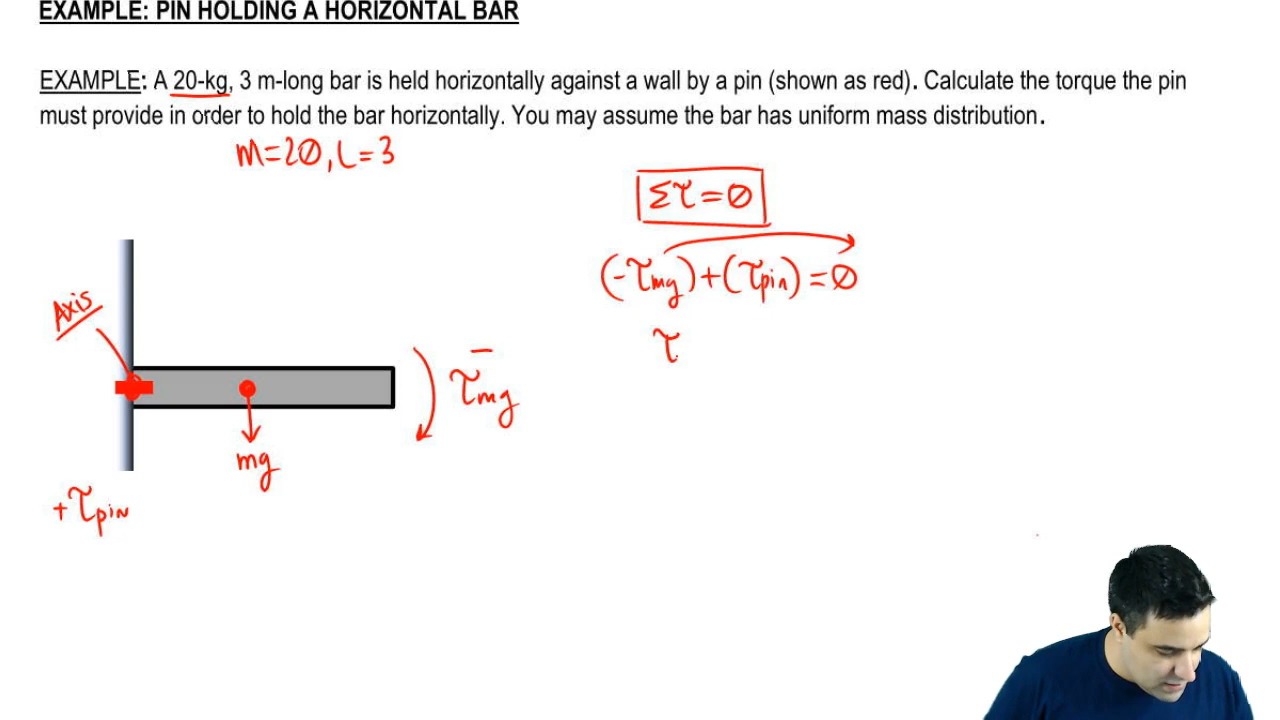 EXAMPLE: PIN HOLDING A HORIZONTAL BAR
EXAMPLE: A 20-kg, 3 m-long bar is held horizontally against a wall by a pin (shown as red). Calculate the torque the pin
must provide in order to hold the bar horizontally. You may assume the bar has uniform mass distribution.
m=20, L=3
Στ=0
(-τmg)+(τpin)=0
Axis
τ
-
τmg
mg
+τpin